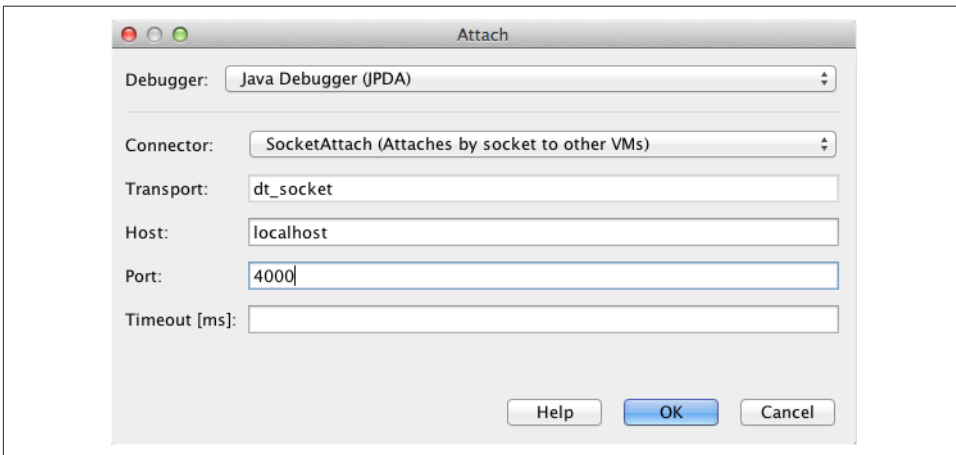 Attach
Debugger: Java Debugger (JPDA)
Connector: SocketAttach (Attaches by socket to other VMs)
Transport: dt_socket
Host: localhost
Port: 4000
Timeout [ms]:
Help OK Cancel